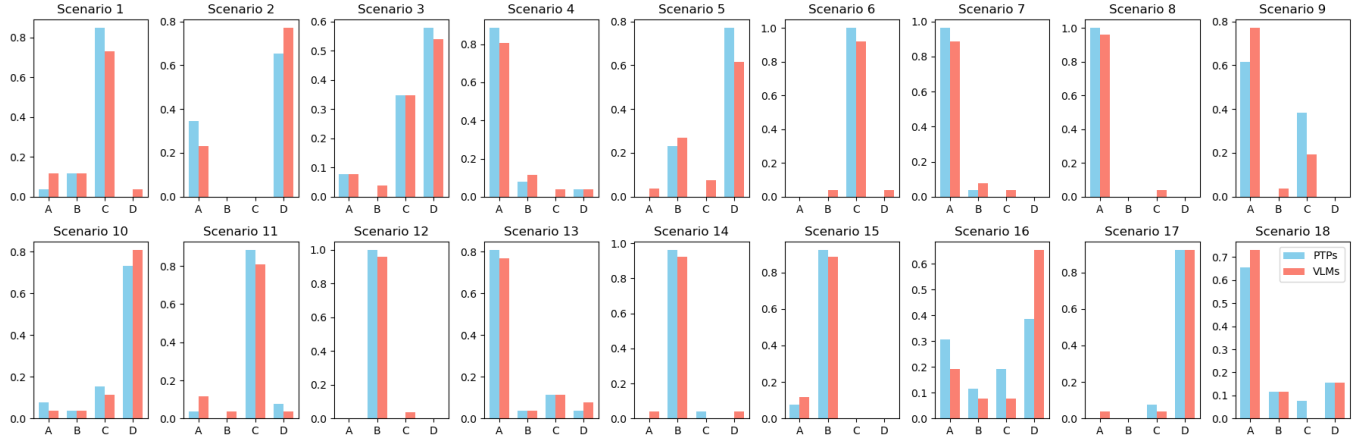 Scenario 1 Scenario 2 Scenario 3 Scenario 4 Scenario 5 Scenario 6 Scenario 7 Scenario 8 Scenario 9
0.8 0.6 0.4 0.2 0.0
A B C D
0.8 0.6 0.4 0.2 0.0
A B C D
0.6 0.5 0.4 0.3 0.2 0.1 0.0
A B C D
0.8 0.6 0.4 0.2 0.0
A B C D
0.8 0.6 0.4 0.2 0.0
A B C D
1.0 0.8 0.6 0.4 0.2 0.0
A B C D
1.0 0.8 0.6 0.4 0.2 0.0
A B C D
1.0 0.8 0.6 0.4 0.2 0.0
A B C D
0.8 0.6 0.4 0.2 0.0
A B C D
Scenario 10 Scenario 11 Scenario 12 Scenario 13 Scenario 14 Scenario 15 Scenario 16 Scenario 17 Scenario 18
0.8 0.6 0.4 0.2 0.0
A B C D
0.8 0.6 0.4 0.2 0.0
A B C D
1.0 0.8 0.6 0.4 0.2 0.0
A B C D
0.8 0.6 0.4 0.2 0.0
A B C D
1.0 0.8 0.6 0.4 0.2 0.0
A B C D
0.8 0.6 0.4 0.2 0.0
A B C D
0.6 0.5 0.4 0.3 0.2 0.1 0.0
A B C D
0.8 0.6 0.4 0.2 0.0
A B C D
0.7 0.6 0.5 0.4 0.3 0.2 0.1 0.0
A B C D
PTPs
VLMs